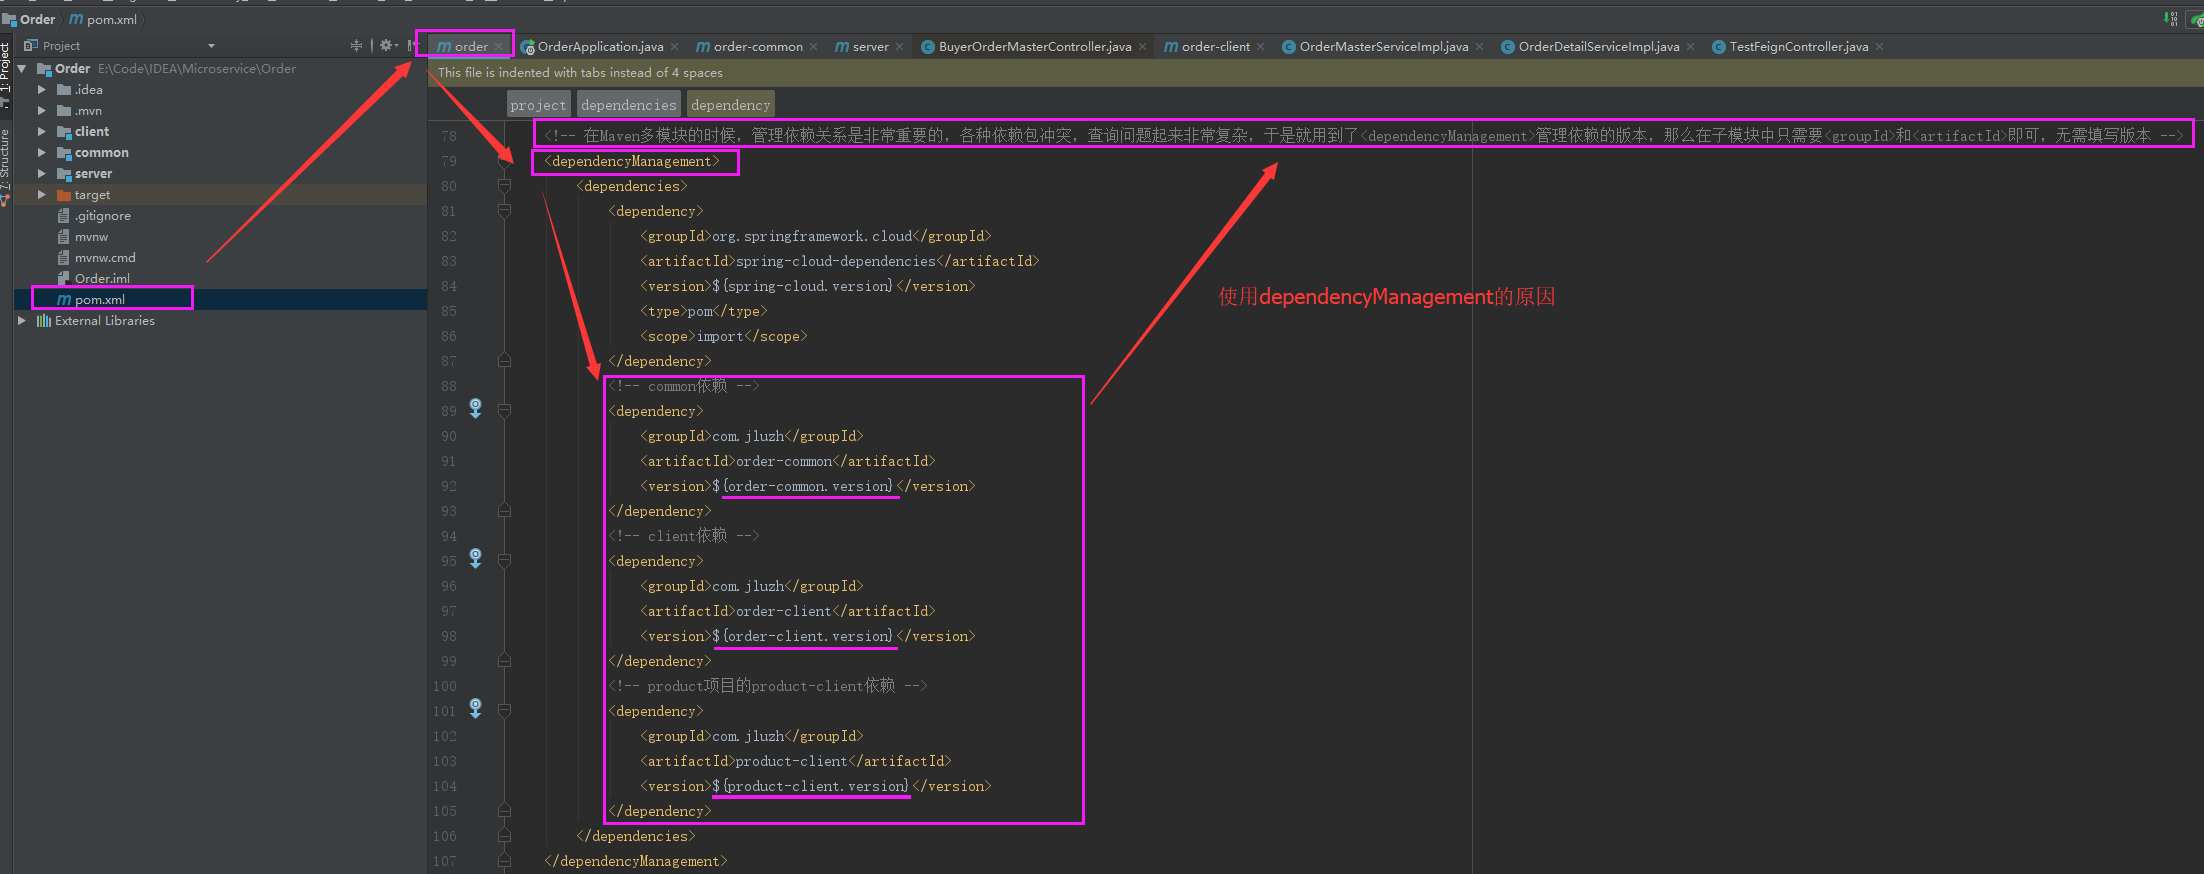 Order pom.xml
Project
order OrderApplication.java order-common server BuyerOrderMasterController.java order-client OrderMasterServiceImpl.java OrderDetailServiceImpl.java TestFeignController.java
1: Project
7: Structure
Order E:\Code\IDEA\Microservice\Order
.idea
.mvn
client
common
server
target
.gitignore
mvnw
mvnw.cmd
Order.iml
pom.xml
External Libraries
This file is indented with tabs instead of 4 spaces
project dependencies dependency
78 <!-- 在Maven多模块的时候，管理依赖关系是非常重要的，各种依赖包冲突，查询问题起来非常复杂，于是就用到了<dependencyManagement>管理依赖的版本，那么在子模块中只需要<groupId>和<artifactId>即可，无需填写版本 -->
79 <dependencyManagement>
80 <dependencies>
81 <dependency>
82 <groupId>org.springframework.cloud</groupId>
83 <artifactId>spring-cloud-dependencies</artifactId>
84 <version>${spring-cloud.version}</version>
85 <type>pom</type>
86 <scope>import</scope>
87 </dependency>
88 <!-- common依赖 -->
89 <dependency>
90 <groupId>com.jluzh</groupId>
91 <artifactId>order-common</artifactId>
92 <version>${order-common.version}</version>
93 </dependency>
94 <!-- client依赖 -->
95 <dependency>
96 <groupId>com.jluzh</groupId>
97 <artifactId>order-client</artifactId>
98 <version>${order-client.version}</version>
99 </dependency>
100 <!-- product项目的product-client依赖 -->
101 <dependency>
102 <groupId>com.jluzh</groupId>
103 <artifactId>product-client</artifactId>
104 <version>${product-client.version}</version>
105 </dependency>
106 </dependencies>
107 </dependencyManagement>
使用dependencyManagement的原因